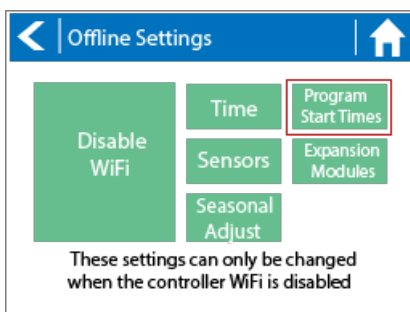 Offline Settings
Disable
WiFi
Time
Program
Start Times
Sensors
Expansion
Modules
Seasonal
Adjust
These settings can only be changed
when the controller WiFi is disabled